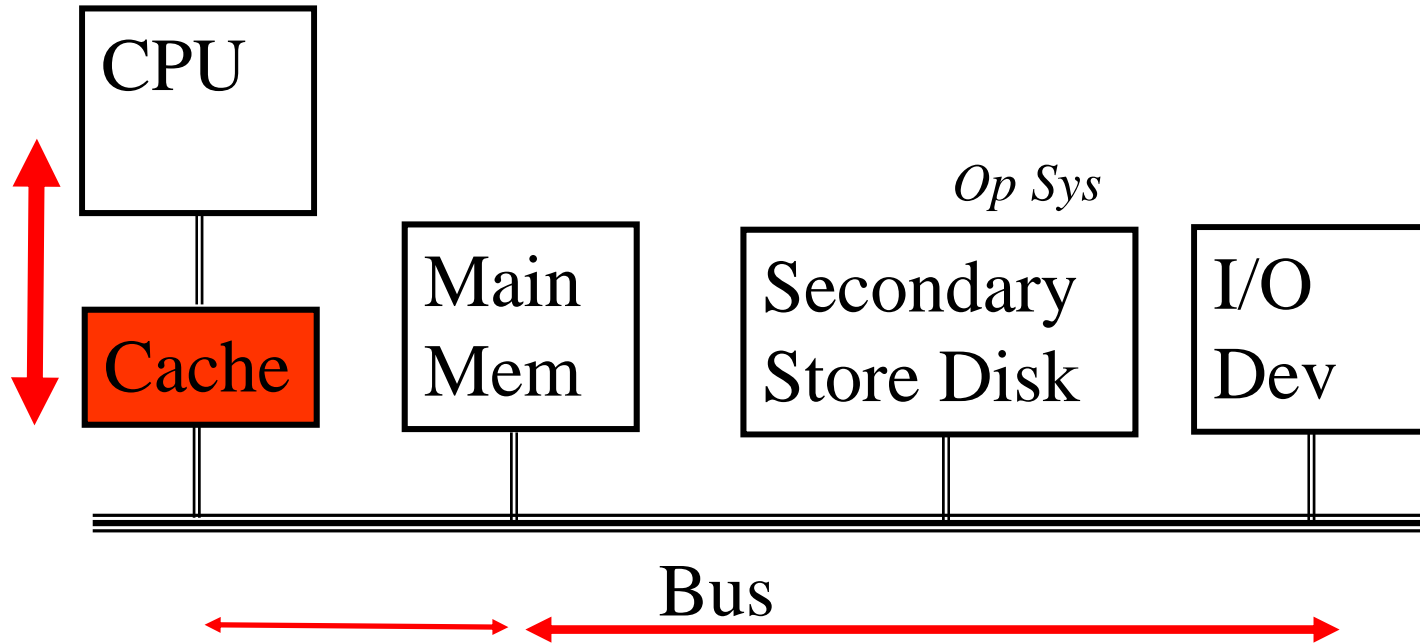 CPU
Op Sys
Main
Mem
Secondary
Store Disk
I/O
Dev
Cache
Bus